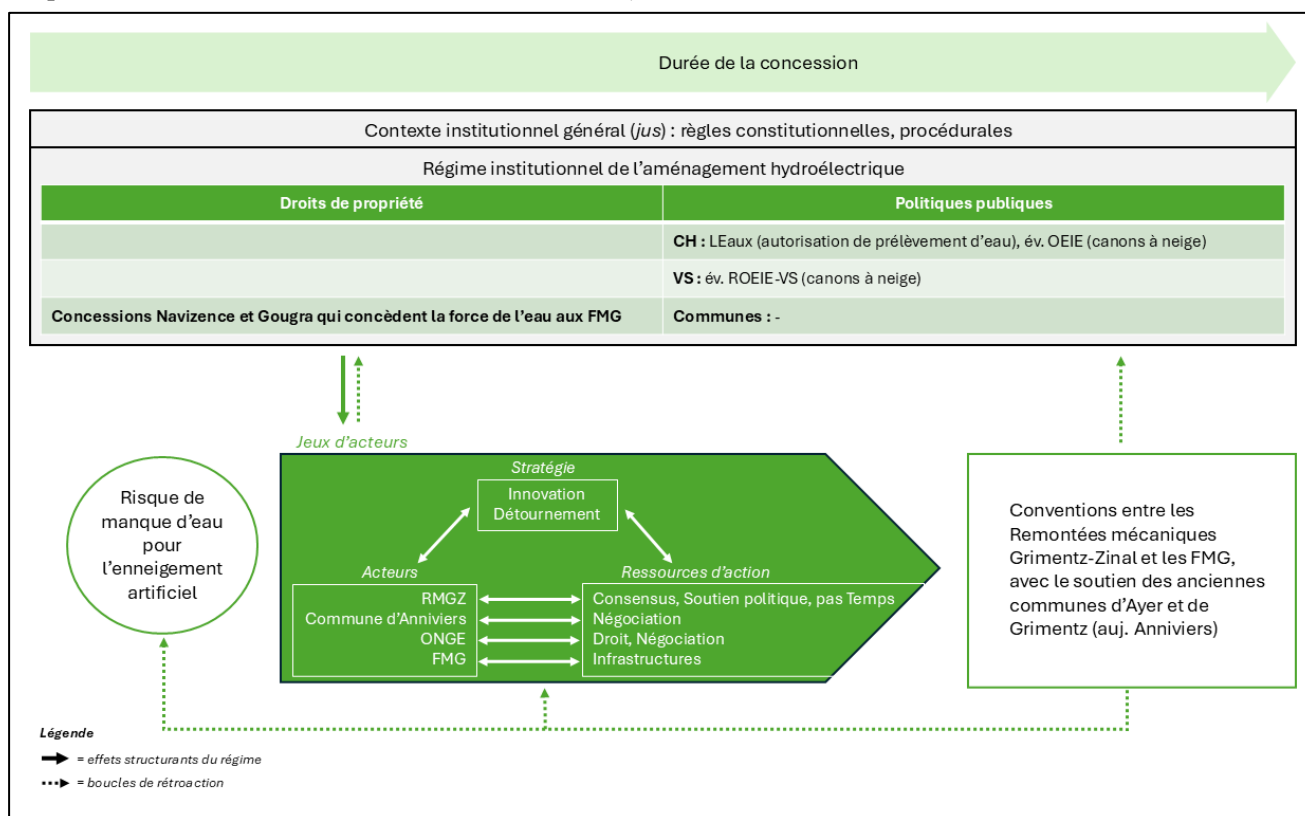 Durée de la concession
Contexte institutionnel général (jus) : règles constitutionnelles, procédurales
Régime institutionnel de l'aménagement hydroélectrique
Droits de propriété
Politiques publiques
CH : LEaux (autorisation de prélèvement d'eau), év. OEIE (canons à neige)
VS : év. ROEIE-VS (canons à neige)
Concessions Navizence et Gougra qui concèdent la force de l'eau aux FMG
Communes : -
Jeux d'acteurs
Risque de
manque d'eau
pour
l'enneigement
artificiel
Stratégie
Innovation
Détournement
Acteurs
RMGZ
Commune d'Anniviers
ONGE
FMG
Ressources d'action
Consensus, Soutien politique, pas Temps
Négociation
Droit, Négociation
Infrastructures
Conventions entre les
Remontées mécaniques
Grimentz-Zinal et les FMG,
avec le soutien des anciennes
communes d'Ayer et de
Grimentz (auj. Anniviers)
Légende
= effets structurants du régime
= boucles de rétroaction